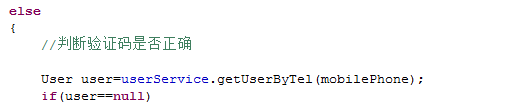 else
{
//判断验证码是否正确
User user=userService.getUserByTel(mobilePhone);
if(user==null)